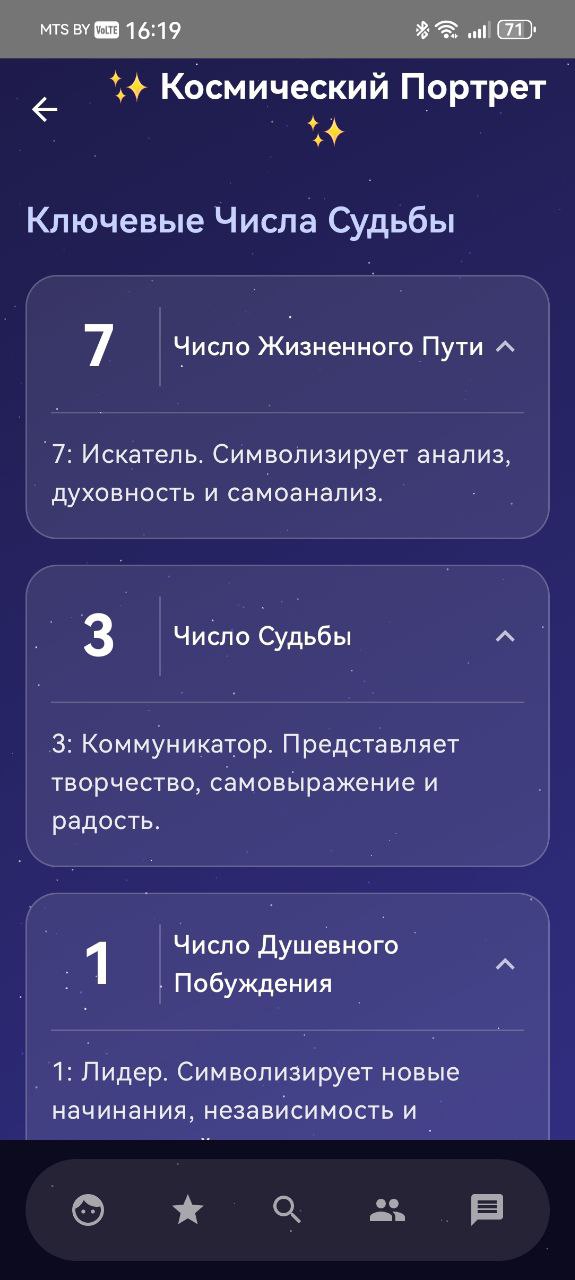 MTS BY VoLTE 16:19 71
✨ Космический Портрет
✨
Ключевые Числа Судьбы
7 Число Жизненного Пути
7: Искатель. Символизирует анализ,
духовность и самоанализ.
3 Число Судьбы
3: Коммуникатор. Представляет
творчество, самовыражение и
радость.
1 Число Душевного
Побуждения
1: Лидер. Символизирует новые
начинания, независимость и